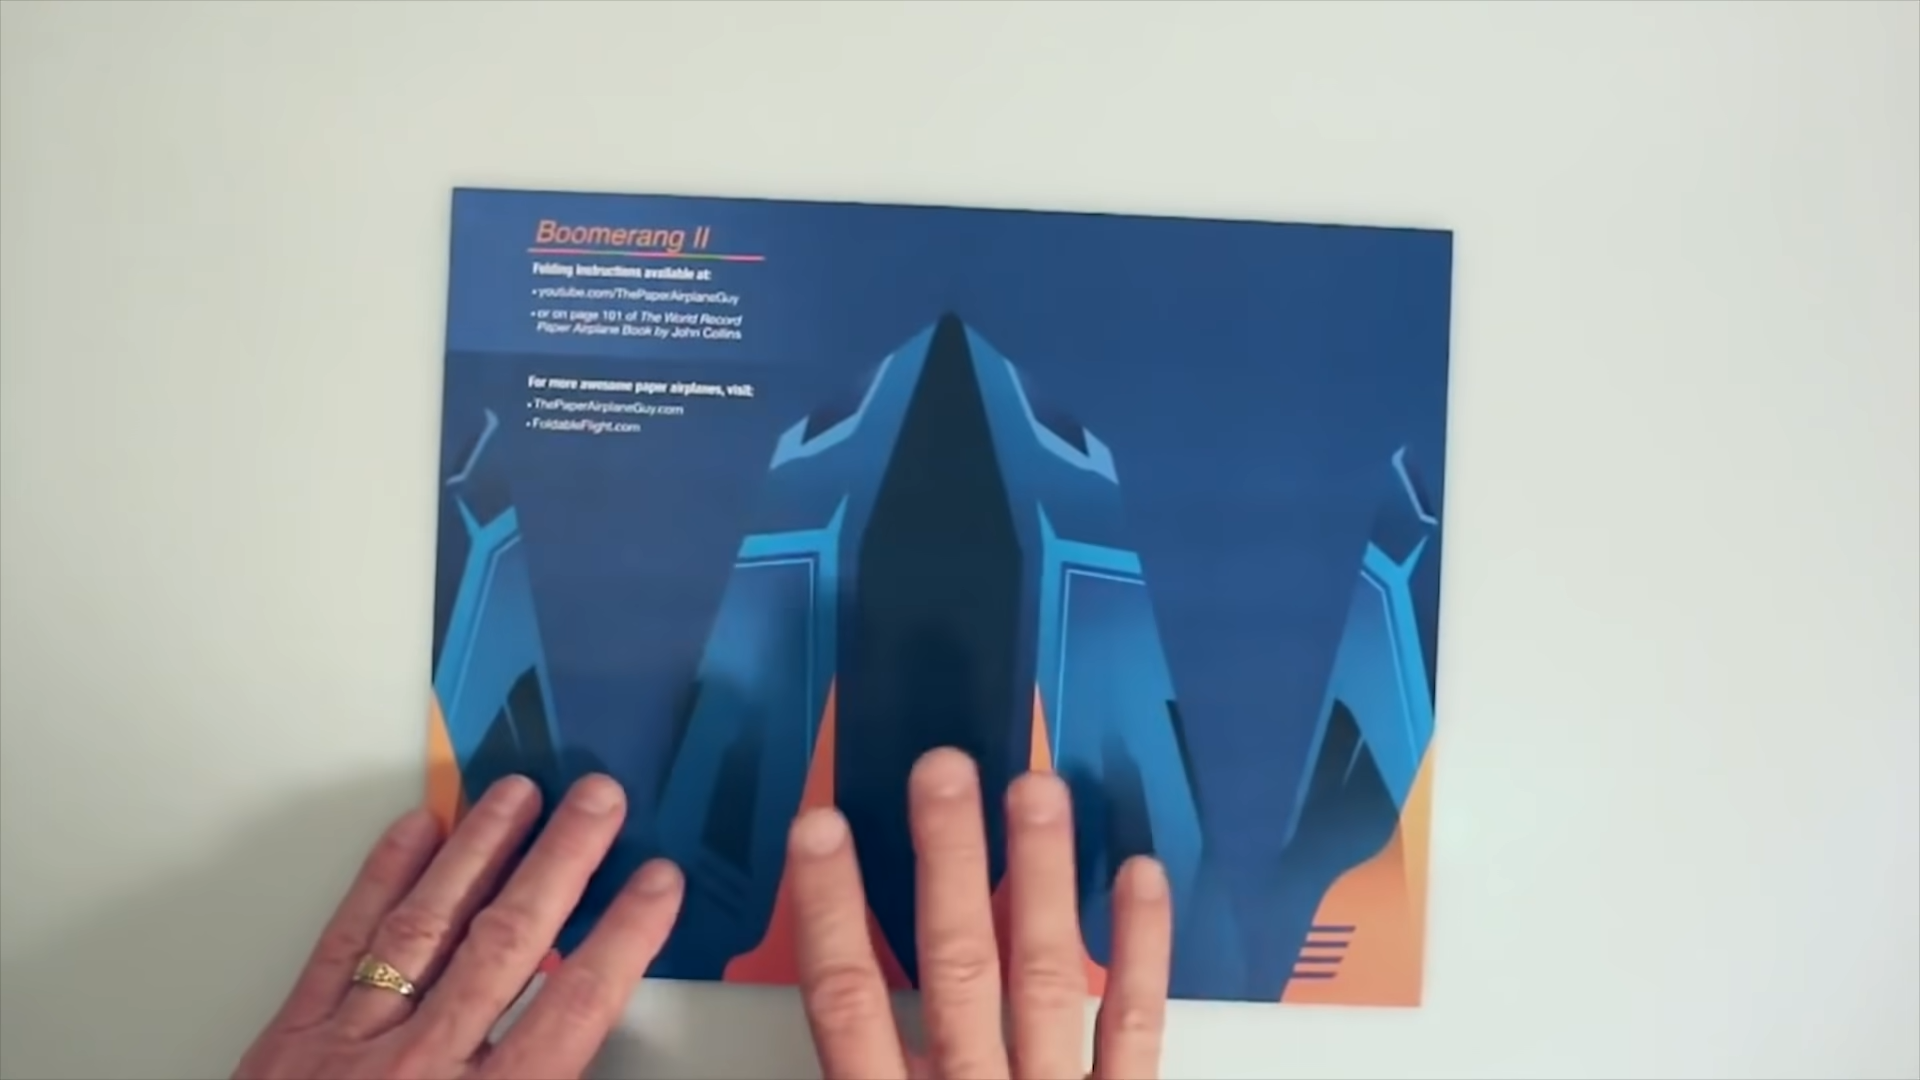 Boomerang II
Folding instructions available at:
• youtube.com/ThePaperAirplaneGuy
• or on page 101 of The World Record
Paper Airplane Book by John Collins
For more awesome paper airplanes, visit:
• ThePaperAirplaneGuy.com
• FoldableFlight.com